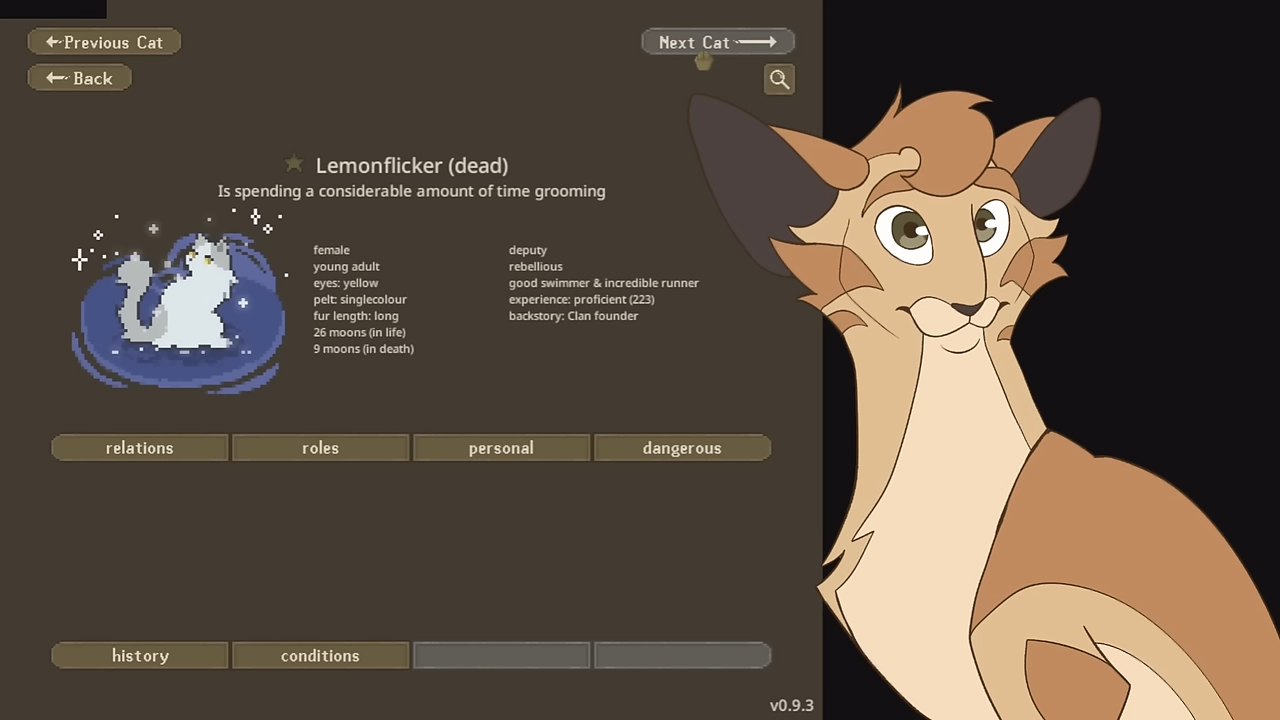 Previous Cat
Next Cat
Back
Lemonflicker (dead)
Is spending a considerable amount of time grooming
female
young adult
eyes: yellow
pelt: singlecolour
fur length: long
26 moons (in life)
9 moons (in death)
deputy
rebellious
good swimmer & incredible runner
experience: proficient (223)
backstory: Clan founder
relations
roles
personal
dangerous
history
conditions
v0.9.3